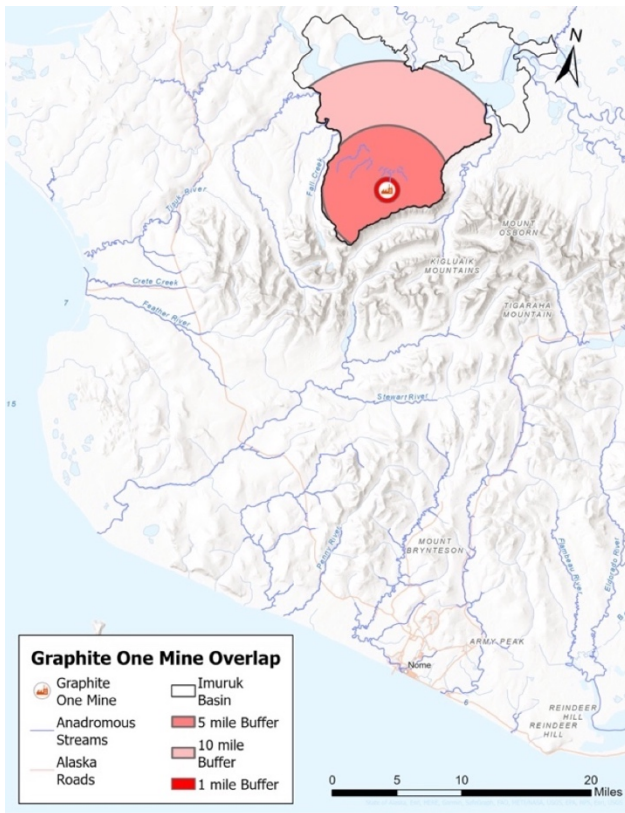 N
Fall Creek
Tisuk River
MOUNT
OSBORN
KIGLUAIK
MOUNTAINS
Crete Creek
7
Feather River
TIGARAHA
MOUNTAIN
15
Stewart River
Penny River
MOUNT
BRYNTESON
Flambeau River
Eldorado River
B
ARMY PEAK
Nome
6
REINDEER
HILL
REINDEER
HILL
Graphite One Mine Overlap
Graphite
One Mine
Anadromous
Streams
Alaska
Roads
Imuruk
Basin
5 mile Buffer
10 mile
Buffer
1 mile Buffer
0 5 10 20
Miles